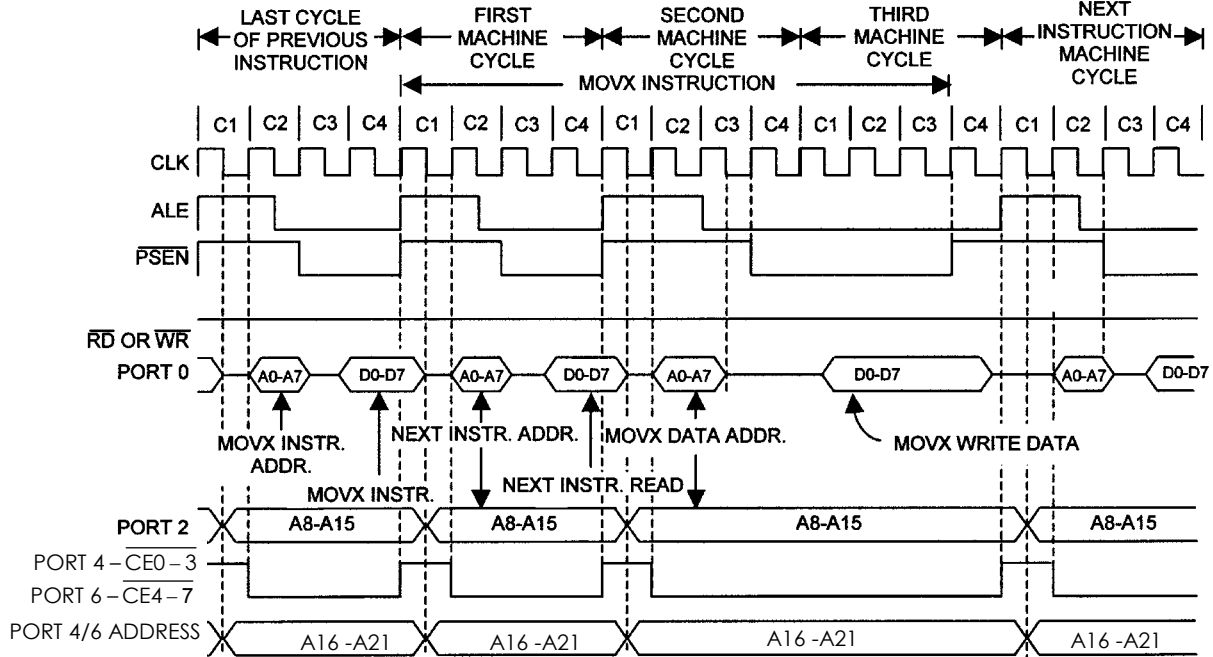 LAST CYCLE OF PREVIOUS INSTRUCTION
FIRST MACHINE CYCLE
SECOND MACHINE CYCLE
THIRD MACHINE CYCLE
NEXT INSTRUCTION MACHINE CYCLE
MOVX INSTRUCTION
C1 C2 C3 C4 C1 C2 C3 C4 C1 C2 C3 C4 C1 C2 C3 C4 C1 C2 C3 C4
CLK
ALE
PSEN
RD OR WR
PORT 0
A0-A7 D0-D7 A0-A7 D0-D7 A0-A7 D0-D7 A0-A7 D0-D7
MOVX INSTR. ADDR.
NEXT INSTR. ADDR.
MOVX DATA ADDR.
MOVX WRITE DATA
MOVX INSTR.
NEXT INSTR. READ
PORT 2
A8-A15 A8-A15 A8-A15 A8-A15
PORT 4 – CE0 – 3
PORT 6 – CE4 – 7
PORT 4/6 ADDRESS
A16 -A21 A16 -A21 A16 -A21 A16 -A21